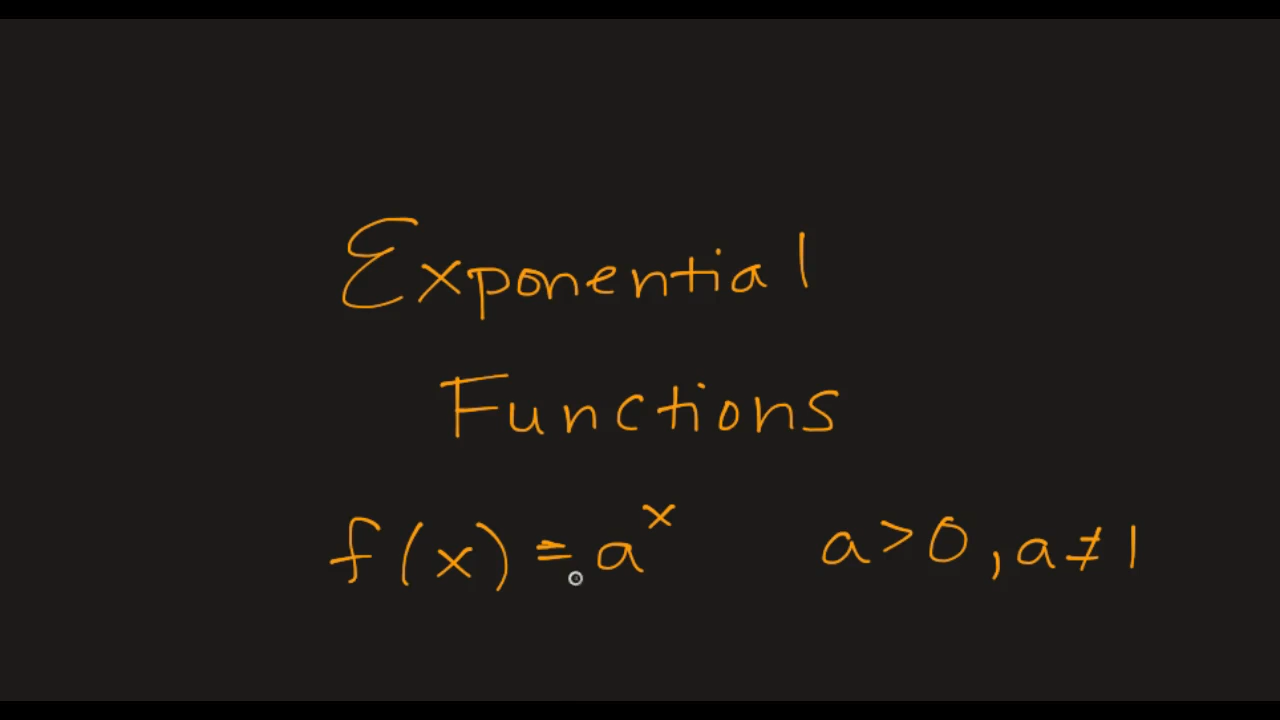 Exponential
Functions
f(x) = a^x a > 0, a ≠ 1